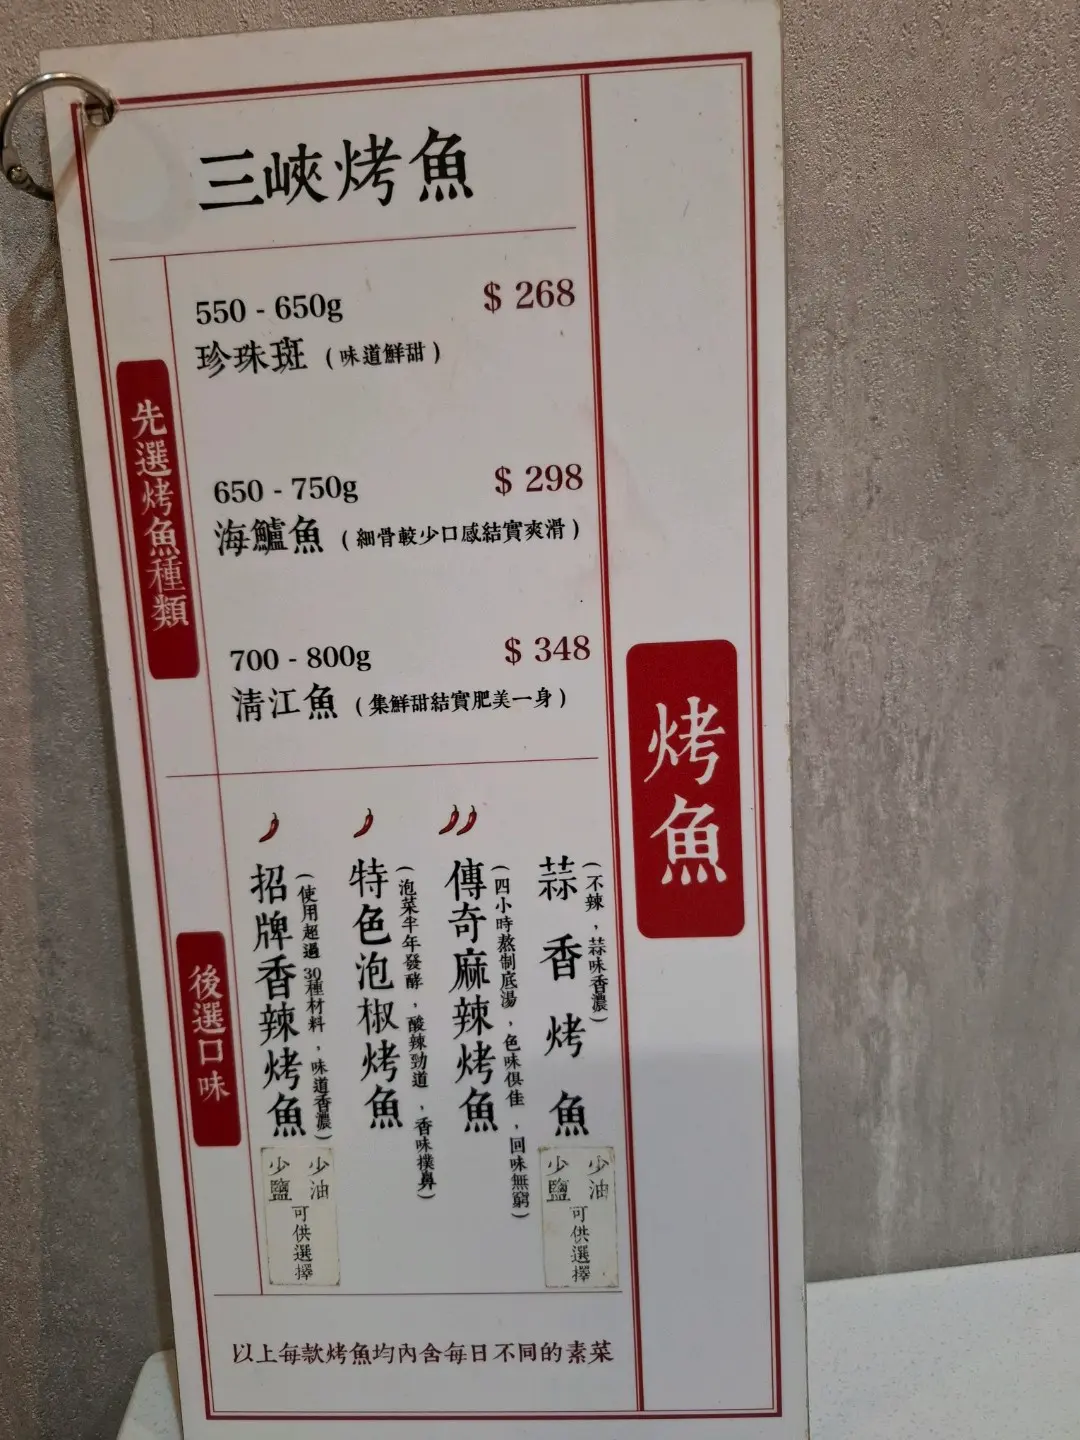 三峽烤魚
先選烤魚種類
550 - 650g
$ 268
珍珠斑 (味道鮮甜)
650 - 750g
$ 298
海鱸魚 (細骨較少口感結實爽滑)
700 - 800g
$ 348
清江魚 (集鮮甜結實肥美一身)
後選口味
招牌香辣烤魚
(使用超過30種材料，味道香濃)
少鹽
少油
可供選擇
特色泡椒烤魚
(泡菜半年發酵，酸辣勁道，香味撲鼻)
傳奇麻辣烤魚
(四小時熬制底湯，色味俱佳，回味無窮)
蒜香烤魚
(不辣，蒜味香濃)
少鹽
少油
可供選擇
以上每款烤魚均內含每日不同的素菜
烤魚